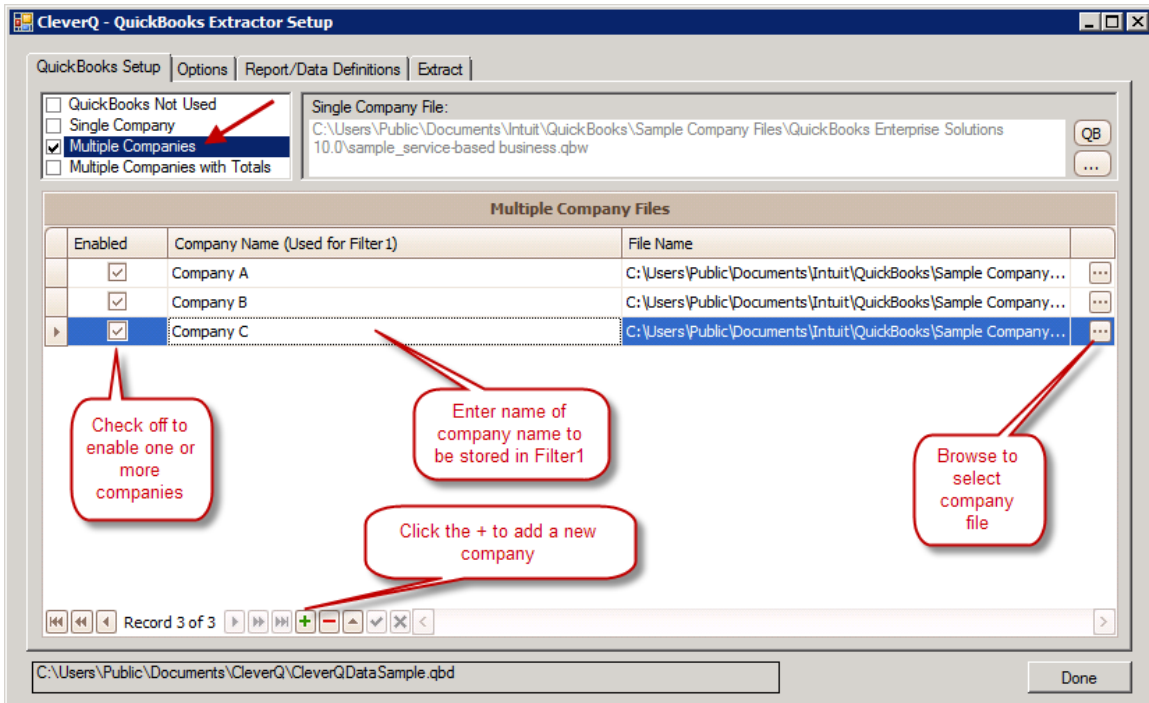 CleverQ - QuickBooks Extractor Setup
QuickBooks Setup Options Report/Data Definitions Extract
QuickBooks Not Used
Single Company
Multiple Companies
Multiple Companies with Totals
Single Company File:
C:\Users\Public\Documents\Intuit\QuickBooks\Sample Company Files\QuickBooks Enterprise Solutions
10.0\sample_service-based business.qbw
QB
...
Multiple Company Files
Enabled Company Name (Used for Filter1) File Name
Company A C:\Users\Public\Documents\Intuit\QuickBooks\Sample Company... ...
Company B C:\Users\Public\Documents\Intuit\QuickBooks\Sample Company... ...
Company C C:\Users\Public\Documents\Intuit\QuickBooks\Sample Company... ...
Check off to
enable one or
more
companies
Enter name of
company name to
be stored in Filter1
Browse to
select
company
file
Click the + to add a new
company
Record 3 of 3
C:\Users\Public\Documents\CleverQ\CleverQDataSample.qbd
Done